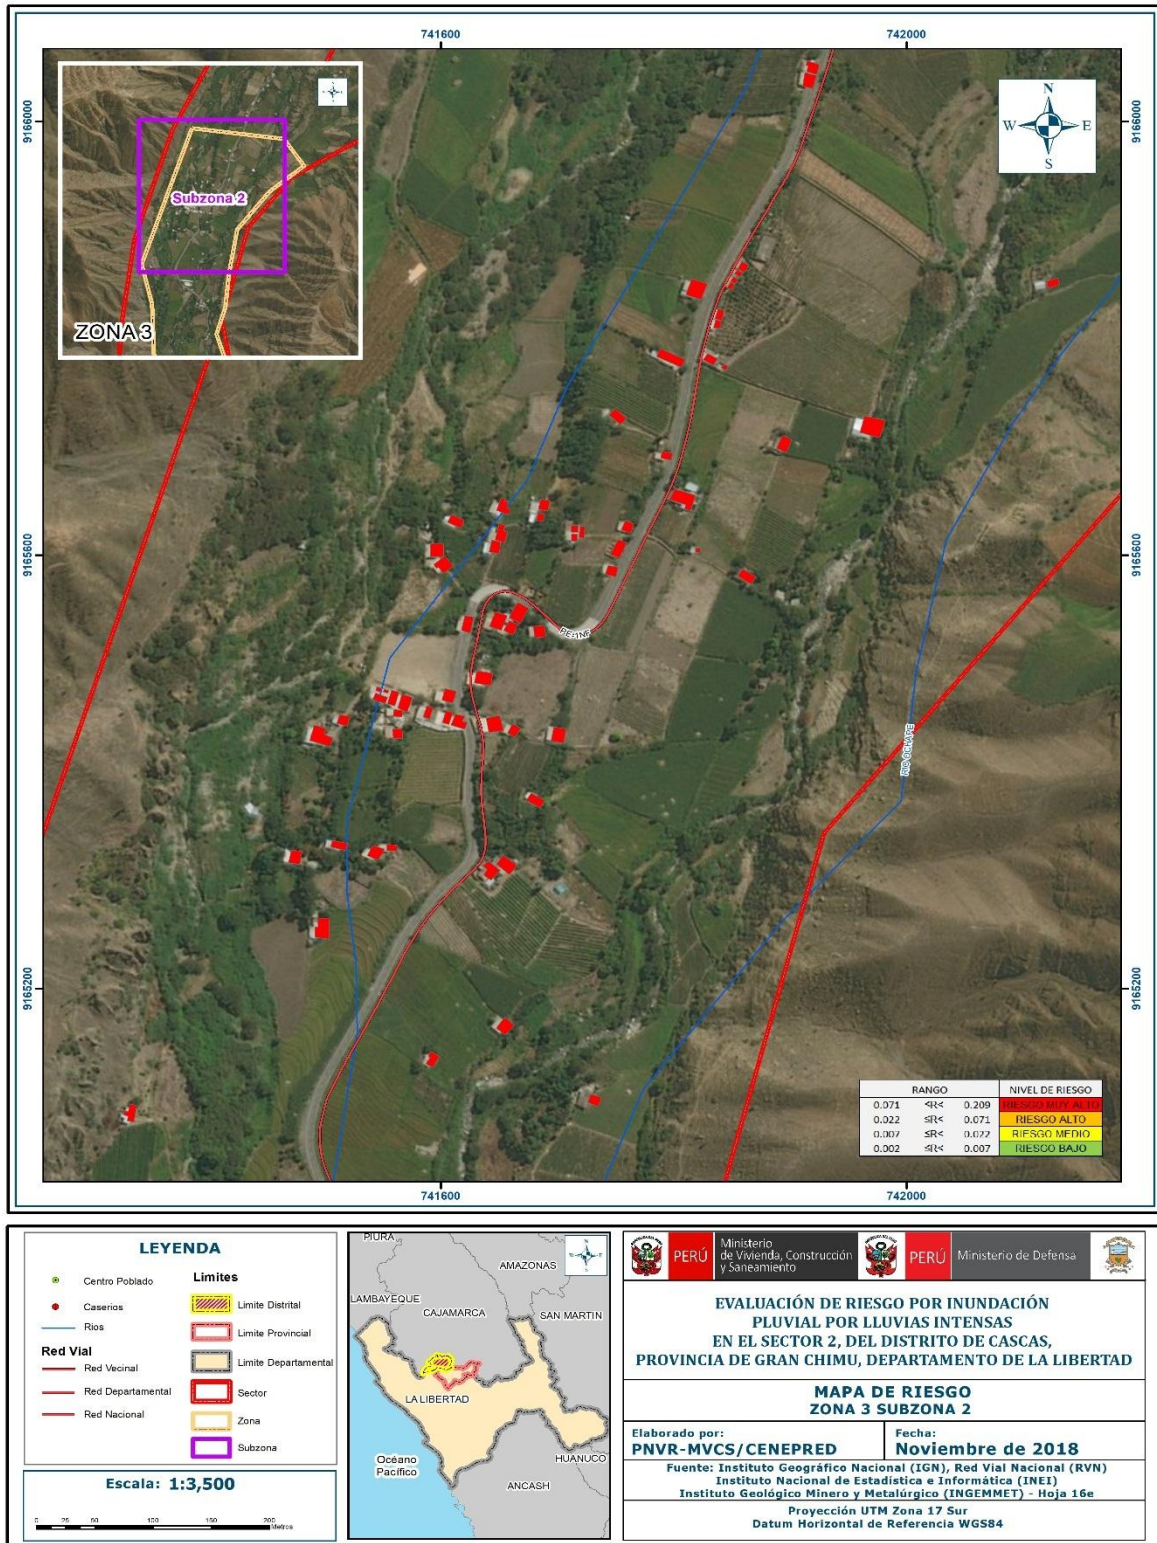 741600
742000
9166000
9166000
N
W
E
S
Subzona 2
ZONA 3
9165600
9165600
PE-1NF
RIO OCHAPE
9165200
9165200
RANGO NIVEL DE RIESGO
0.071 ≤R< 0.209 RIESGO MUY ALTO
0.022 ≤R< 0.071 RIESGO ALTO
0.007 ≤R< 0.022 RIESGO MEDIO
0.002 ≤R< 0.007 RIESGO BAJO
741600
742000
LEYENDA
Centro Poblado
Caserios
Rios
Red Vial
Red Vecinal
Red Departamental
Red Nacional
Limites
Limite Distrital
Limite Provincial
Limite Departamental
Sector
Zona
Subzona
Escala: 1:3,500
0 25 50 100 150 200
Metros
PIURA
AMAZONAS
LAMBAYEQUE
CAJAMARCA
SAN MARTIN
LA LIBERTAD
Océano
Pacífico
HUANUCO
ANCASH
PERÚ
Ministerio
de Vivienda, Construcción
y Saneamiento
PERÚ
Ministerio de Defensa
EVALUACIÓN DE RIESGO POR INUNDACIÓN
PLUVIAL POR LLUVIAS INTENSAS
EN EL SECTOR 2, DEL DISTRITO DE CASCAS,
PROVINCIA DE GRAN CHIMU, DEPARTAMENTO DE LA LIBERTAD
MAPA DE RIESGO
ZONA 3 SUBZONA 2
Elaborado por:
PNVR-MVCS/CENEPRED
Fecha:
Noviembre de 2018
Fuente: Instituto Geográfico Nacional (IGN), Red Vial Nacional (RVN)
Instituto Nacional de Estadística e Informática (INEI)
Instituto Geológico Minero y Metalúrgico (INGEMMET) - Hoja 16e
Proyección UTM Zona 17 Sur
Datum Horizontal de Referencia WGS84